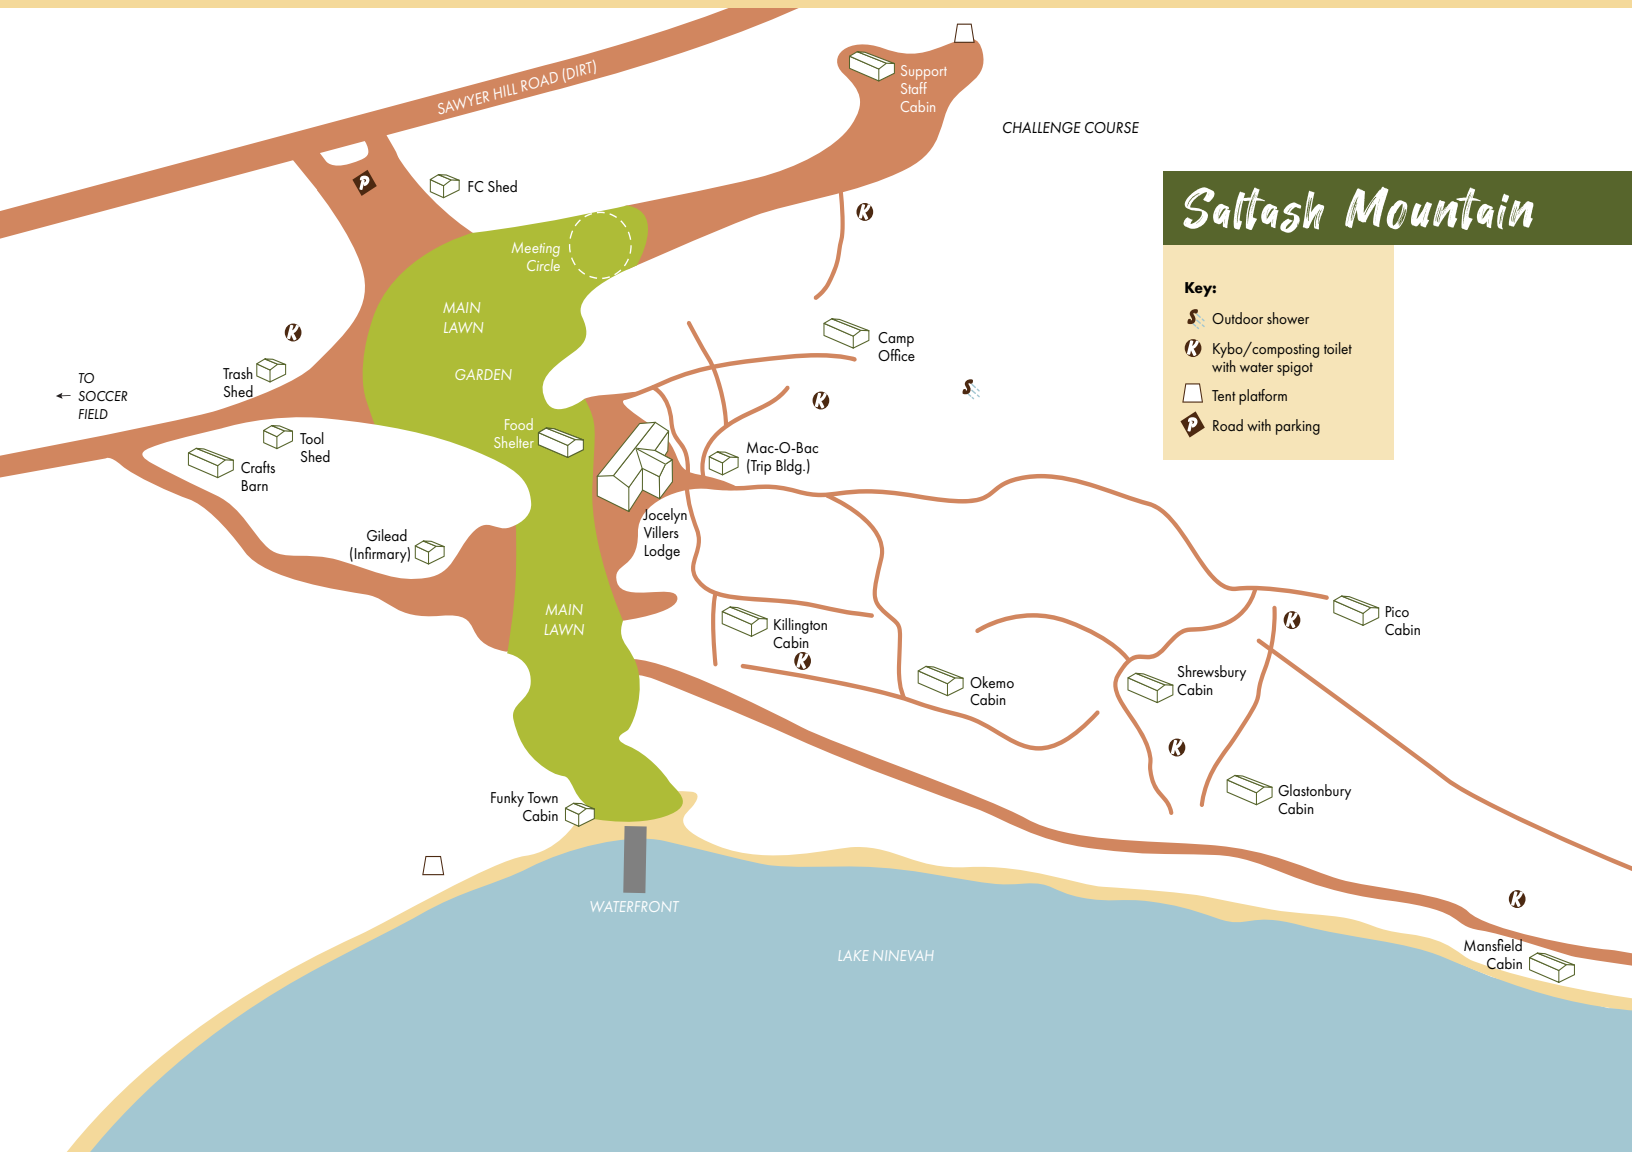 SAWYER HILL ROAD (DIRT)
Support
Staff
Cabin
CHALLENGE COURSE
P
FC Shed
Saltash Mountain
K
Meeting
Circle
MAIN
LAWN
Key:
S Outdoor shower
K Kybo/composting toilet
with water spigot
Tent platform
P Road with parking
K
Camp
Office
Trash
Shed
GARDEN
TO
SOCCER
FIELD
S
K
Food
Shelter
Tool
Shed
Crafts
Barn
Mac-O-Bac
(Trip Bldg.)
Jocelyn
Villers
Lodge
Gilead
(Infirmary)
MAIN
LAWN
Killington
Cabin
K
K
Pico
Cabin
Okemo
Cabin
Shrewsbury
Cabin
K
Glastonbury
Cabin
Funky Town
Cabin
WATERFRONT
K
LAKE NINEVAH
Mansfield
Cabin